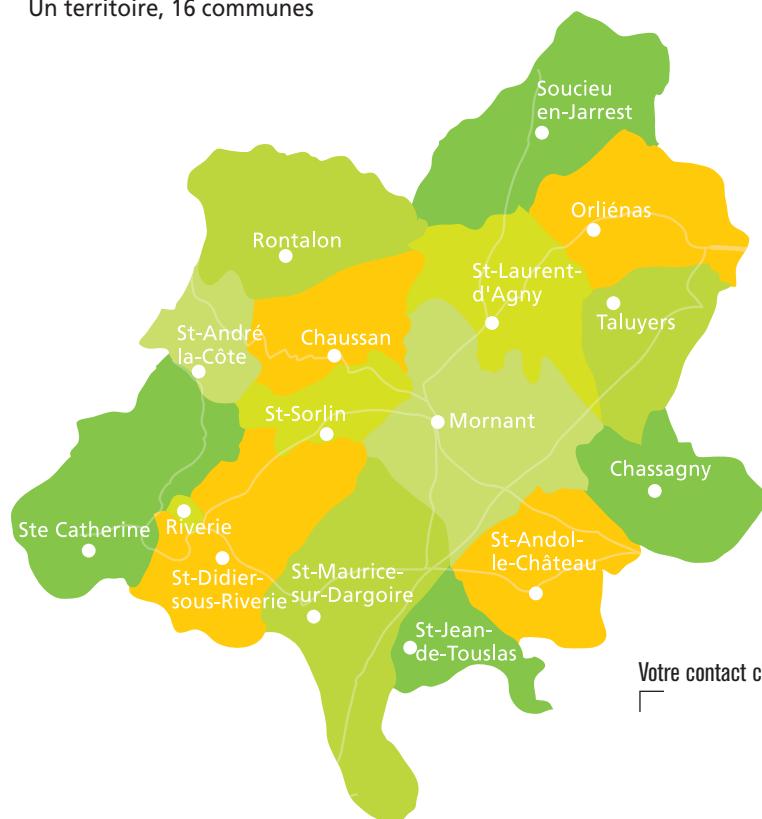 Un territoire, 16 communes
Soucieu
en-Jarrest
Orliénas
Rontalon
St-Laurent-
d'Agny
Taluyers
St-André
la-Côte
Chaussan
St-Sorlin
Mornant
Chassagny
Ste Catherine
Riverie
St-Andol-
le-Château
St-Didier-
sous-Riverie
St-Maurice-
sur-Dargoire
St-Jean-
de-Touslas
Votre contact c